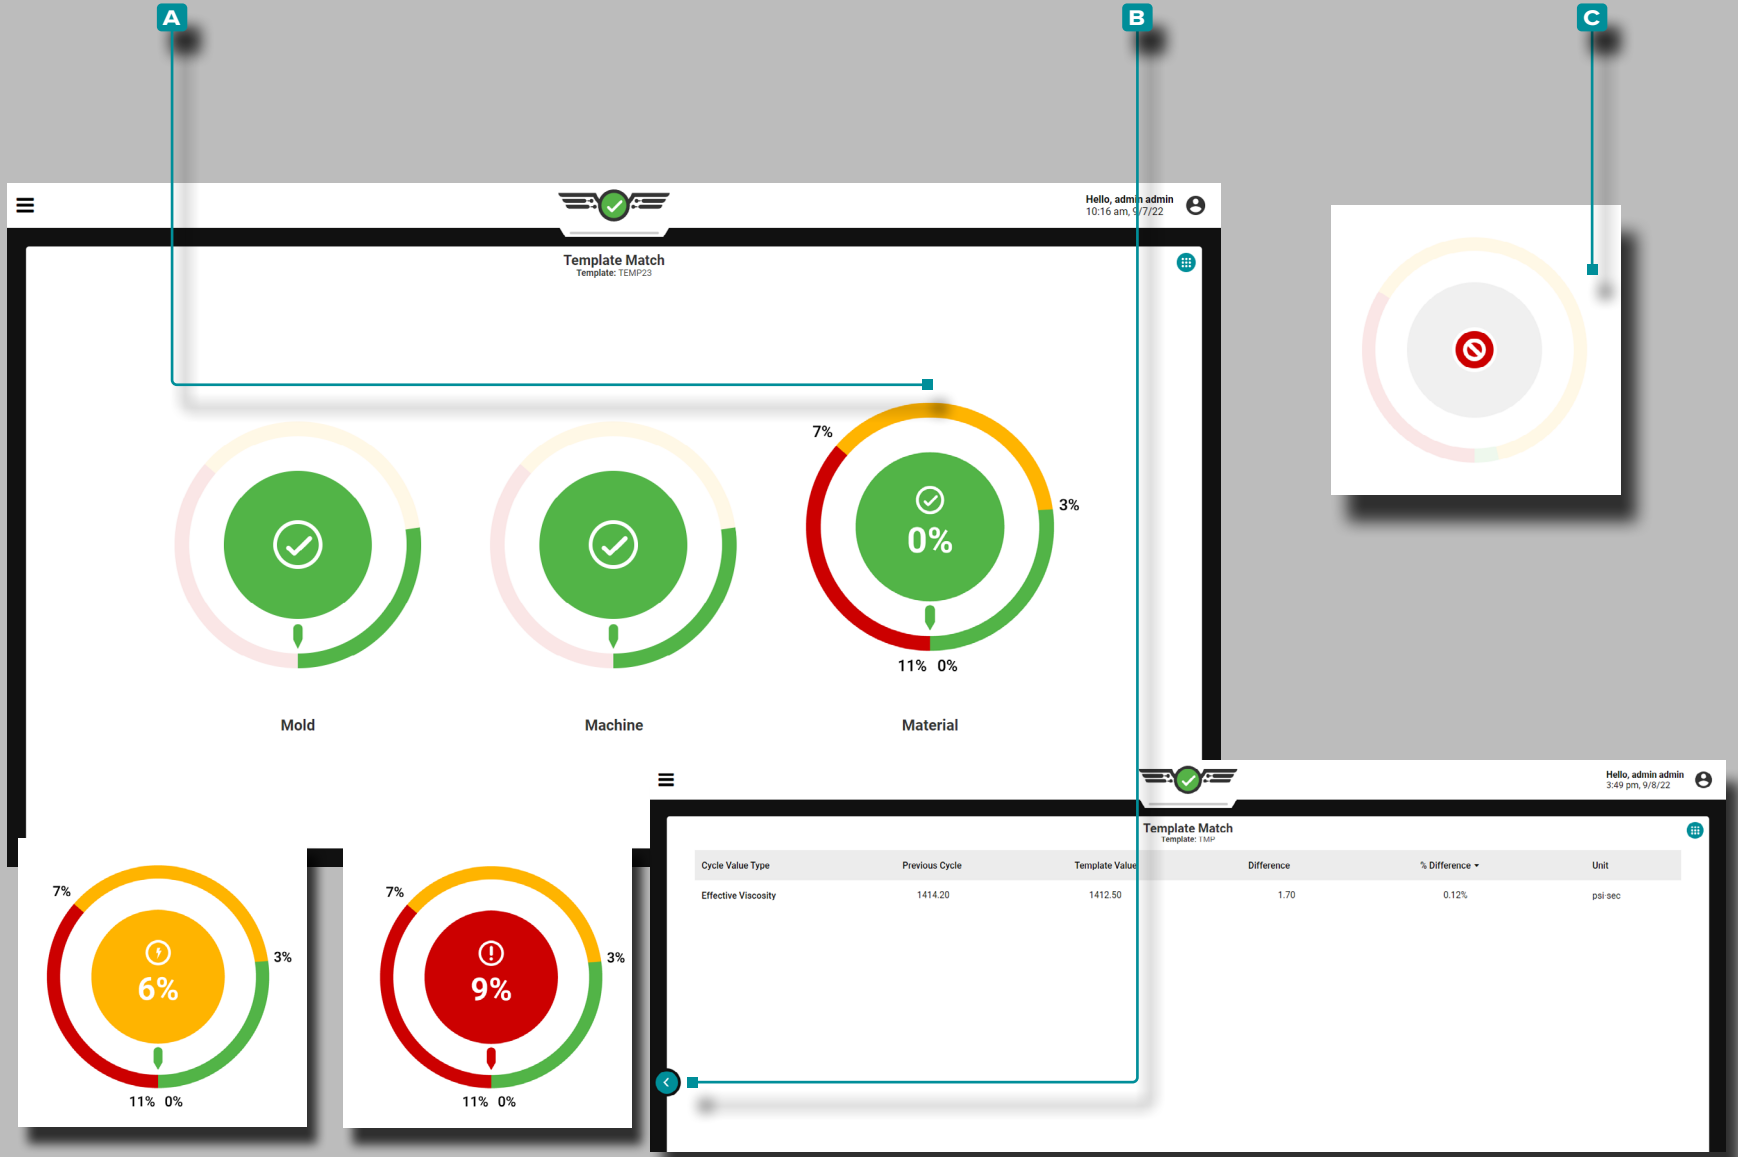 A
B
C
Hello, admin admin
10:16 am, 9/7/22
Template Match
Template: TEMP23
7%
0%
3%
11% 0%
Mold
Machine
Material
7%
6%
3%
11% 0%
7%
9%
3%
11% 0%
Hello, admin admin
3:49 pm, 9/8/22
Template Match
Template: TMP
Cycle Value Type Previous Cycle Template Value Difference % Difference Unit
Effective Viscosity 1414.20 1412.50 1.70 0.12% psi·sec